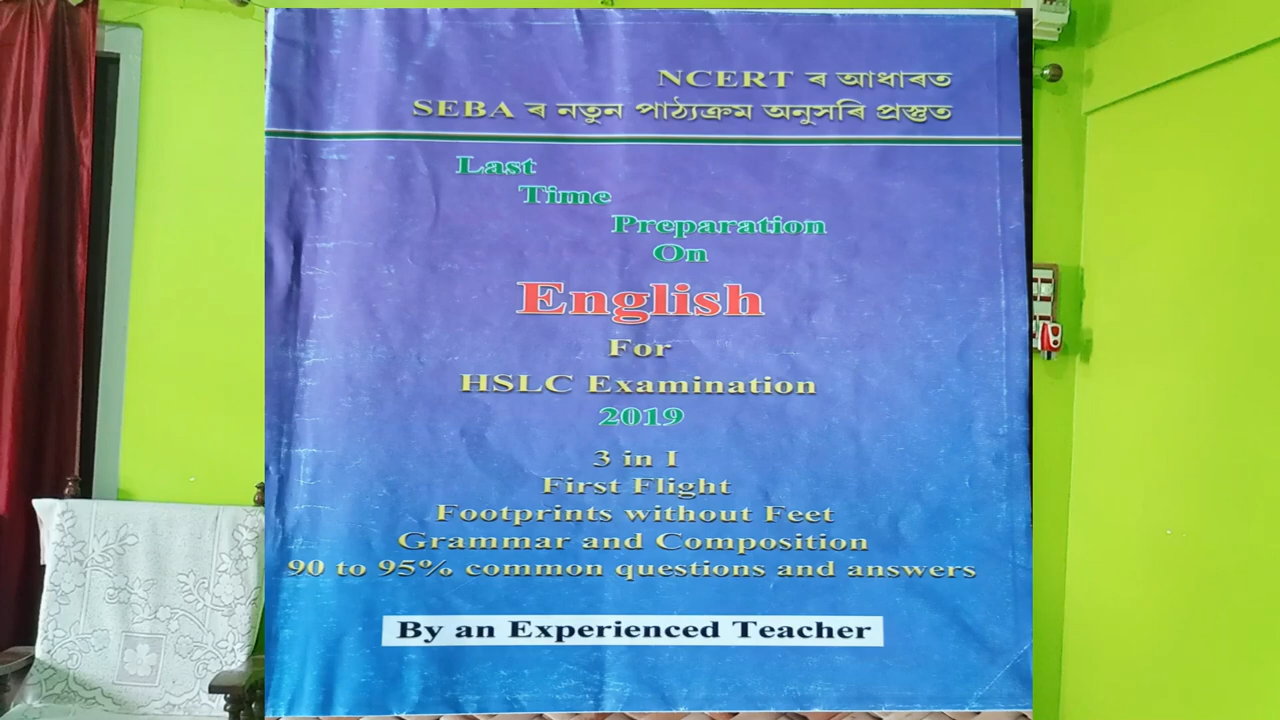 NCERT ৰ আধাৰত
SEBA ৰ নতুন পাঠ্যক্ৰম অনুসৰি প্ৰস্তুত
Last
Time
Preparation
On
English
For
HSLC Examination
2019
3 in I
First Flight
Footprints without Feet
Grammar and Composition
90 to 95% common questions and answers
By an Experienced Teacher